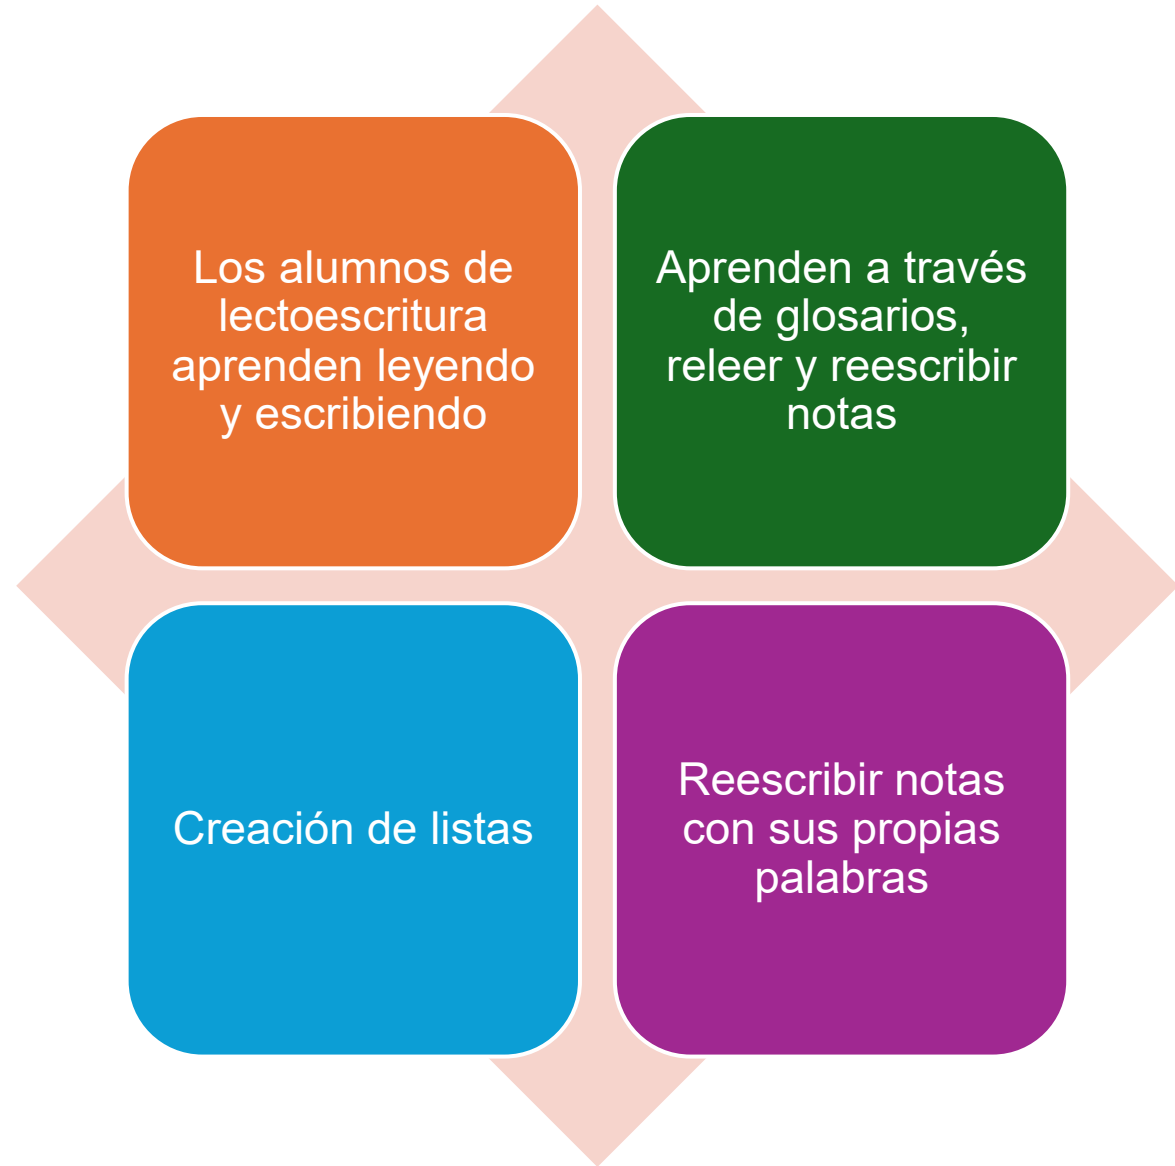 Los alumnos de
lectoescritura
aprenden leyendo
y escribiendo
Aprenden a través
de glosarios,
releer y reescribir
notas
Creación de listas
Reescribir notas
con sus propias
palabras